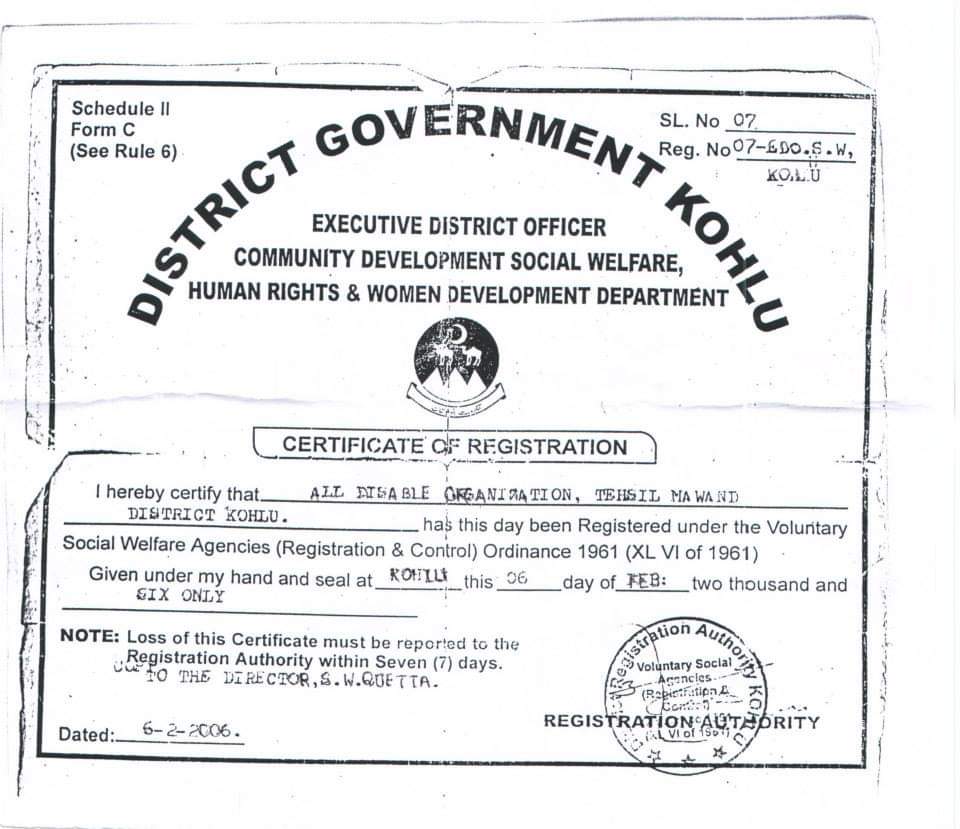 Schedule II
Form C
(See Rule 6)
SL. No 07
Reg. No 07-EDO.S.W,
KOLU
DISTRICT GOVERNMENT KOHLU
EXECUTIVE DISTRICT OFFICER
COMMUNITY DEVELOPMENT SOCIAL WELFARE,
HUMAN RIGHTS & WOMEN DEVELOPMENT DEPARTMENT
CERTIFICATE OF REGISTRATION
I hereby certify that ALL DISABLE ORGANIZATION, TEHSIL MAWAND
DISTRICT KOHLU. has this day been Registered under the Voluntary
Social Welfare Agencies (Registration & Control) Ordinance 1961 (XL VI of 1961)
Given under my hand and seal at KOHLU this 06 day of FEB: two thousand and
SIX ONLY
NOTE: Loss of this Certificate must be reported to the
Registration Authority within Seven (7) days.
TO THE DIRECTOR,S.W.QUETTA.
Dated: 6-2-2006.
Registration Authority KOHLU
Voluntary Social
Agencies
(Registration &
Control)
(XL VI of 1961)
REGISTRATION AUTHORITY